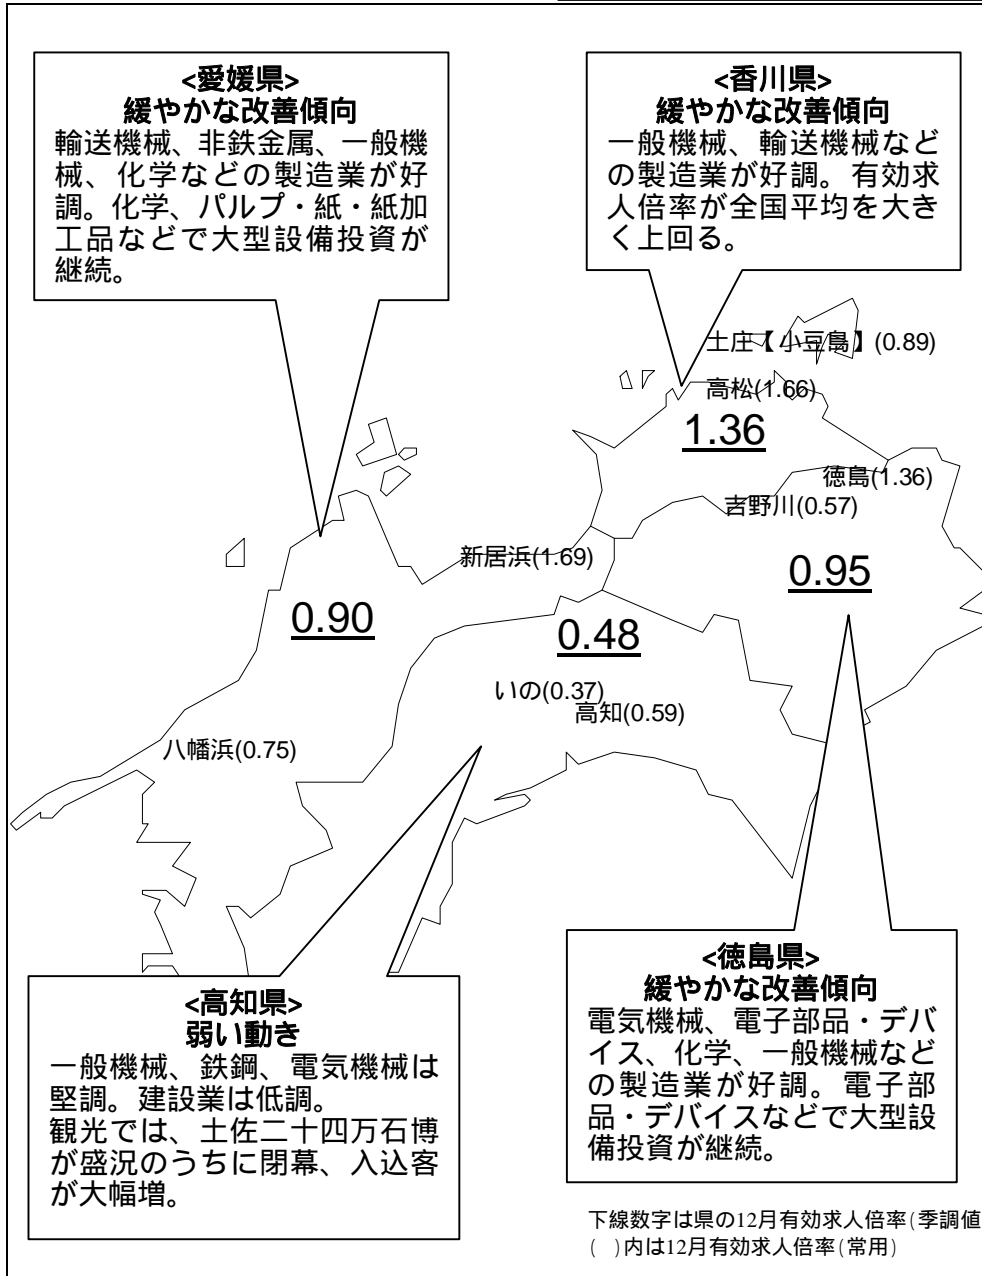 <愛媛県>
緩やかな改善傾向
輸送機械、非鉄金属、一般機
械、化学などの製造業が好
調。化学、パルプ・紙・紙加
工品などで大型設備投資が
継続。
<香川県>
緩やかな改善傾向
一般機械、輸送機械など
の製造業が好調。有効求
人倍率が全国平均を大き
く上回る。
土庄【小豆島】(0.89)
高松(1.66)
1.36
徳島(1.36)
吉野川(0.57)
新居浜(1.69)
0.95
0.90
0.48
いの(0.37)
高知(0.59)
八幡浜(0.75)
<高知県>
弱い動き
一般機械、鉄鋼、電気機械は
堅調。建設業は低調。
観光では、土佐二十四万石博
が盛況のうちに閉幕、入込客
が大幅増。
<徳島県>
緩やかな改善傾向
電気機械、電子部品・デバ
イス、化学、一般機械など
の製造業が好調。電子部
品・デバイスなどで大型設
備投資が継続。
下線数字は県の12月有効求人倍率(季調値
( )内は12月有効求人倍率(常用)